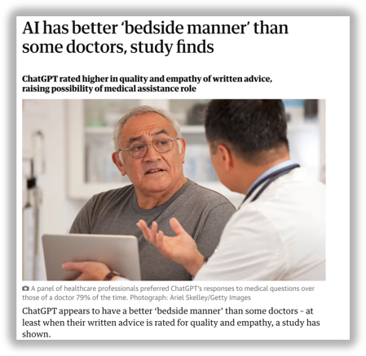 AI has better ‘bedside manner’ than
some doctors, study finds
ChatGPT rated higher in quality and empathy of written advice,
raising possibility of medical assistance role
A panel of healthcare professionals preferred ChatGPT’s responses to medical questions over
those of a doctor 79% of the time. Photograph: Ariel Skelley/Getty Images
ChatGPT appears to have a better ‘bedside manner’ than some doctors – at
least when their written advice is rated for quality and empathy, a study has
shown.